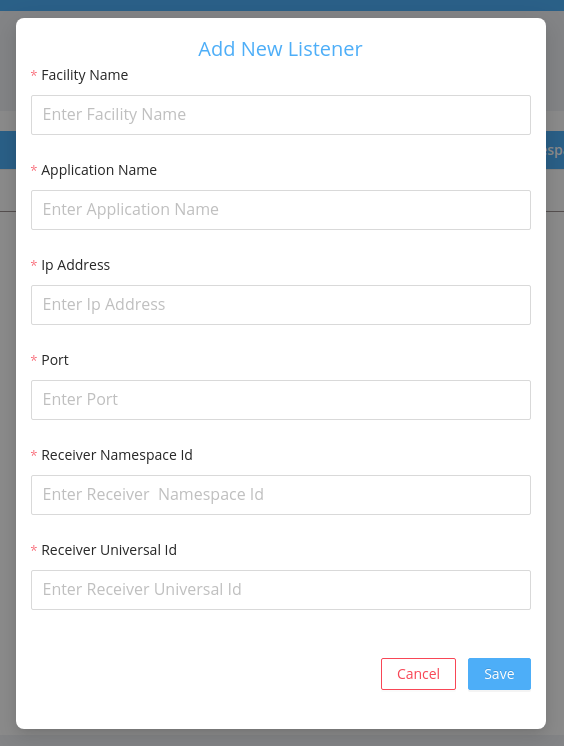 Add New Listener
* Facility Name
Enter Facility Name
* Application Name
Enter Application Name
* Ip Address
Enter Ip Address
* Port
Enter Port
* Receiver Namespace Id
Enter Receiver  Namespace Id
* Receiver Universal Id
Enter Receiver Universal Id
Cancel Save